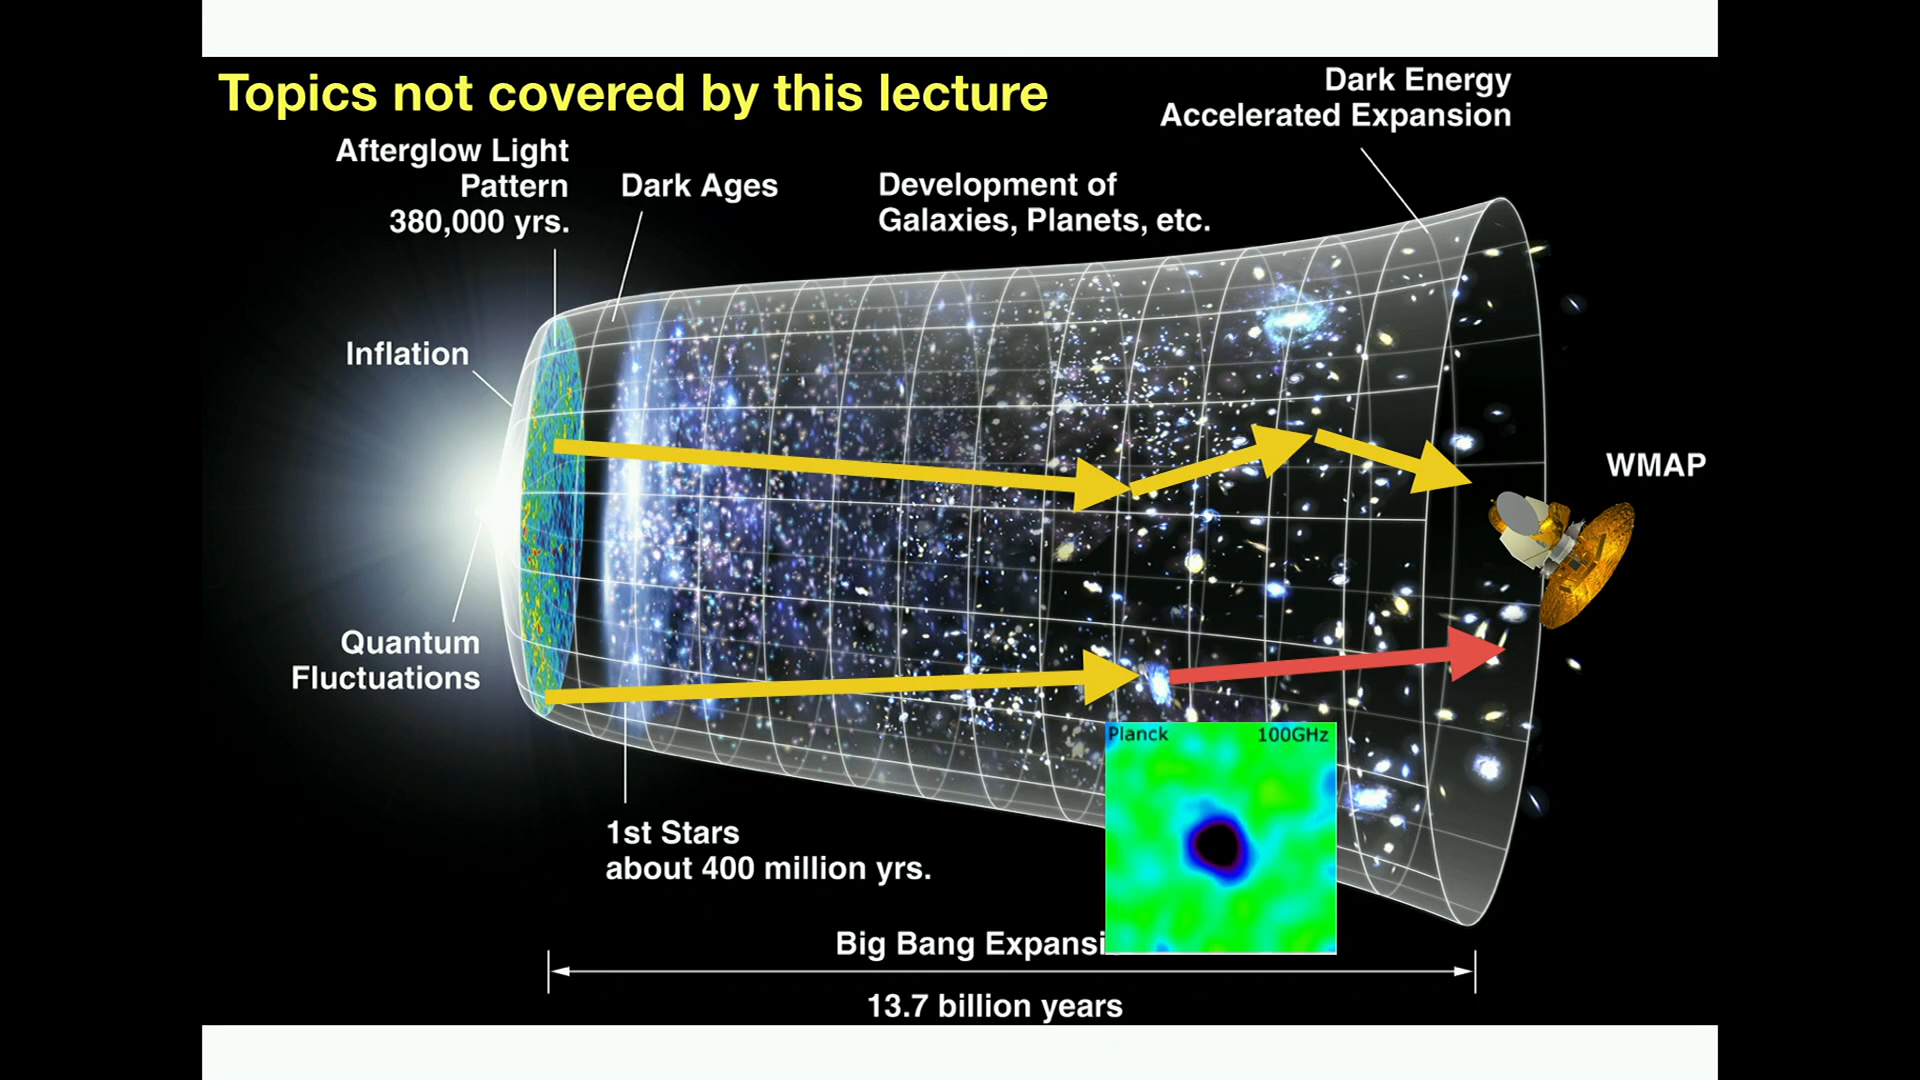 Topics not covered by this lecture
Dark Energy
Accelerated Expansion
Afterglow Light
Pattern
380,000 yrs.
Dark Ages
Development of
Galaxies, Planets, etc.
Inflation
WMAP
Quantum
Fluctuations
Planck 100GHz
1st Stars
about 400 million yrs.
Big Bang Expansi
13.7 billion years